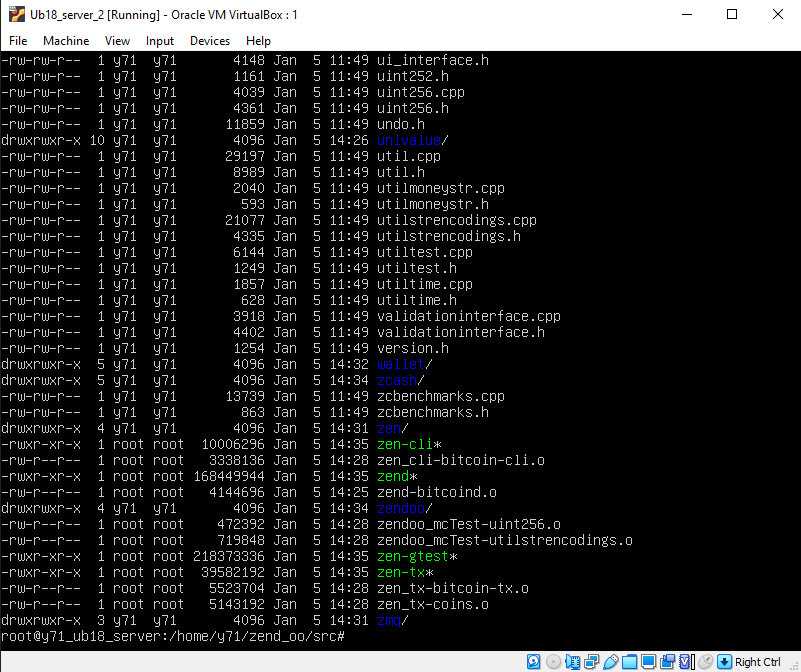 Ub18_server_2 [Running] - Oracle VM VirtualBox : 1
File Machine View Input Devices Help
-rw-rw-r-- 1 y71 y71 4148 Jan 5 11:49 ui_interface.h
-rw-rw-r-- 1 y71 y71 1161 Jan 5 11:49 uint252.h
-rw-rw-r-- 1 y71 y71 4039 Jan 5 11:49 uint256.cpp
-rw-rw-r-- 1 y71 y71 4361 Jan 5 11:49 uint256.h
-rw-rw-r-- 1 y71 y71 11859 Jan 5 11:49 undo.h
drwxrwxr-x 10 y71 y71 4096 Jan 5 14:26 univalue/
-rw-rw-r-- 1 y71 y71 29197 Jan 5 11:49 util.cpp
-rw-rw-r-- 1 y71 y71 8989 Jan 5 11:49 util.h
-rw-rw-r-- 1 y71 y71 2040 Jan 5 11:49 utilmoneystr.cpp
-rw-rw-r-- 1 y71 y71 593 Jan 5 11:49 utilmoneystr.h
-rw-rw-r-- 1 y71 y71 21077 Jan 5 11:49 utilstrencodings.cpp
-rw-rw-r-- 1 y71 y71 4335 Jan 5 11:49 utilstrencodings.h
-rw-rw-r-- 1 y71 y71 6144 Jan 5 11:49 utiltest.cpp
-rw-rw-r-- 1 y71 y71 1249 Jan 5 11:49 utiltest.h
-rw-rw-r-- 1 y71 y71 1857 Jan 5 11:49 utiltime.cpp
-rw-rw-r-- 1 y71 y71 628 Jan 5 11:49 utiltime.h
-rw-rw-r-- 1 y71 y71 3918 Jan 5 11:49 validationinterface.cpp
-rw-rw-r-- 1 y71 y71 4402 Jan 5 11:49 validationinterface.h
-rw-rw-r-- 1 y71 y71 1254 Jan 5 11:49 version.h
drwxrwxr-x 5 y71 y71 4096 Jan 5 14:32 wallet/
drwxrwxr-x 5 y71 y71 4096 Jan 5 14:34 zcash/
-rw-rw-r-- 1 y71 y71 13739 Jan 5 11:49 zcbenchmarks.cpp
-rw-rw-r-- 1 y71 y71 863 Jan 5 11:49 zcbenchmarks.h
drwxrwxr-x 4 y71 y71 4096 Jan 5 14:31 zen/
-rwxr-xr-x 1 root root 10006296 Jan 5 14:35 zen-cli*
-rw-r--r-- 1 root root 3338136 Jan 5 14:28 zen_cli-bitcoin-cli.o
-rwxr-xr-x 1 root root 168449944 Jan 5 14:35 zend*
-rw-r--r-- 1 root root 4144696 Jan 5 14:25 zend-bitcoind.o
drwxrwxr-x 4 y71 y71 4096 Jan 5 14:34 zendoo/
-rw-r--r-- 1 root root 472392 Jan 5 14:28 zendoo_mcTest-uint256.o
-rw-r--r-- 1 root root 719848 Jan 5 14:28 zendoo_mcTest-utilstrencodings.o
-rwxr-xr-x 1 root root 218373336 Jan 5 14:35 zen-gtest*
-rwxr-xr-x 1 root root 39582192 Jan 5 14:35 zen-tx*
-rw-r--r-- 1 root root 5523704 Jan 5 14:28 zen_tx-bitcoin-tx.o
-rw-r--r-- 1 root root 5143192 Jan 5 14:28 zen_tx-coins.o
drwxrwxr-x 3 y71 y71 4096 Jan 5 14:31 zmq/
root@y71_ub18_server:/home/y71/zend_oo/src#
Right Ctrl